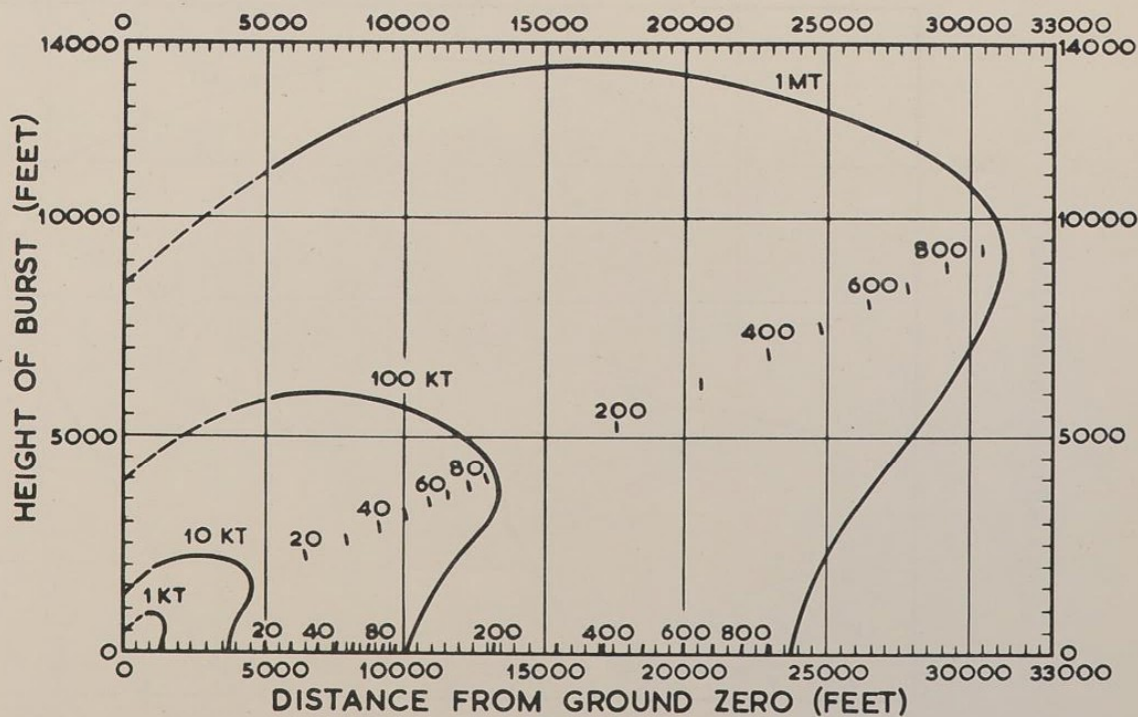 0 5000 10000 15000 20000 25000 30000 33000
14000 14000
1 MT
10000 10000
800
600
400
100 KT
200
5000 5000
80
60
40
10 KT
20
1 KT
20 40 80 200 400 600 800
0 0
0 5000 10000 15000 20000 25000 30000 33000
HEIGHT OF BURST (FEET)
DISTANCE FROM GROUND ZERO (FEET)